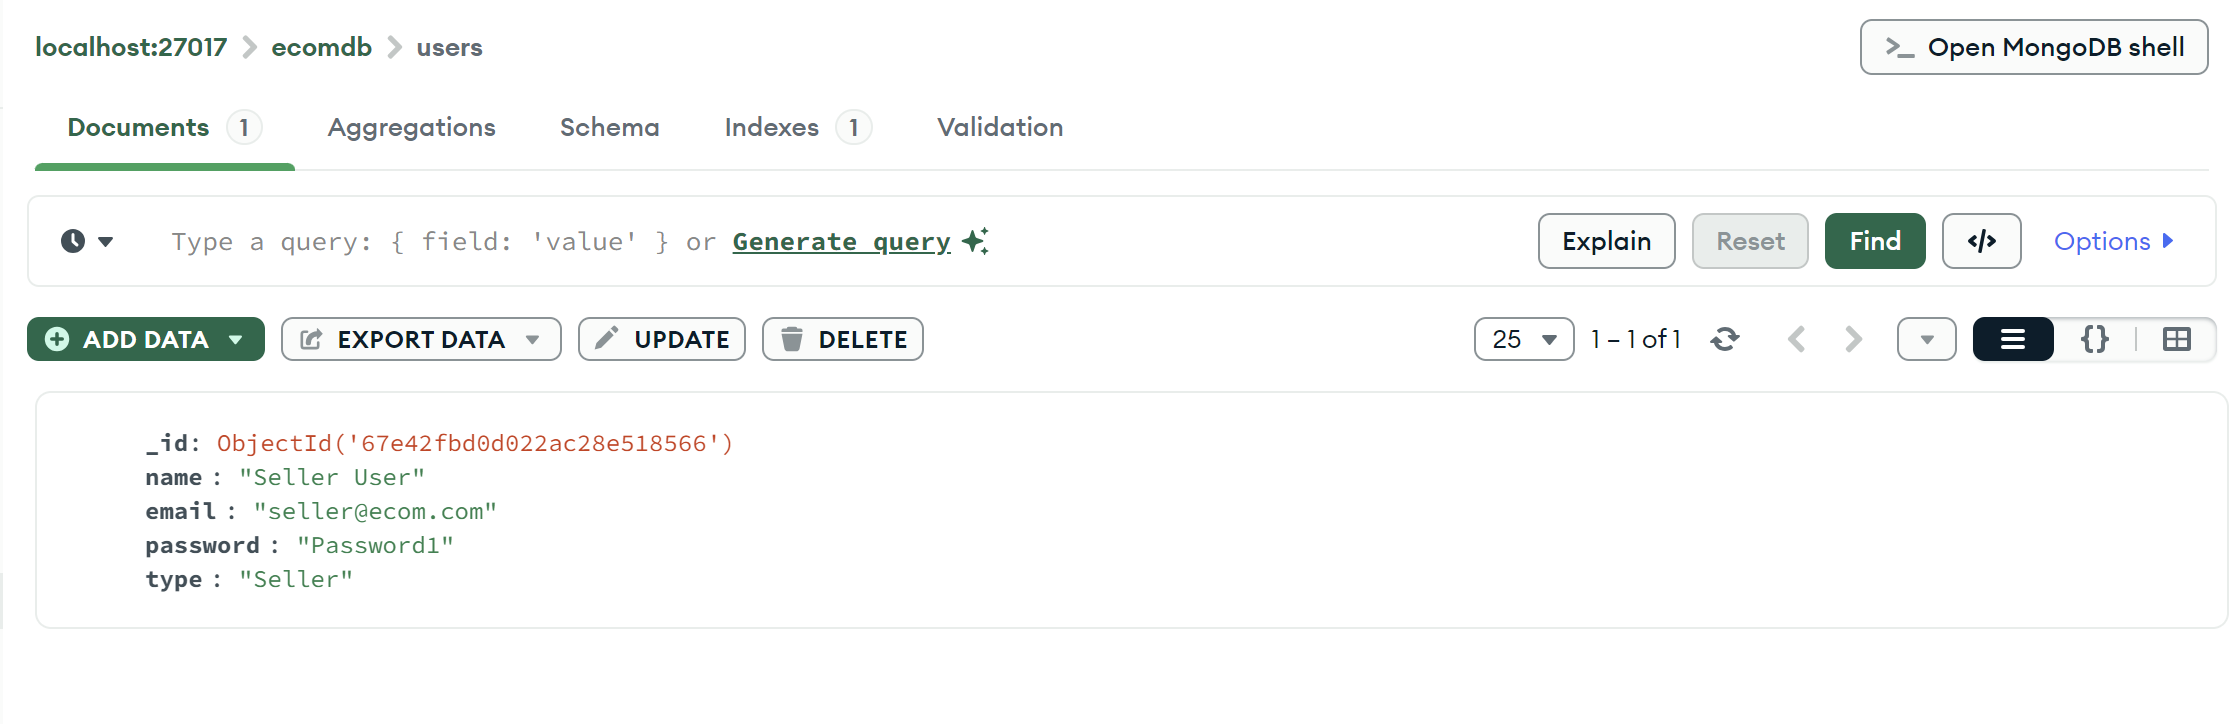 localhost:27017 > ecomdb > users
>_ Open MongoDB shell
Documents 1 Aggregations Schema Indexes 1 Validation
Type a query: { field: 'value' } or Generate query
Explain Reset Find </> Options
ADD DATA EXPORT DATA UPDATE DELETE 25 1 – 1 of 1 {}
_id: ObjectId('67e42fbd0d022ac28e518566')
name : "Seller User"
email : "seller@ecom.com"
password : "Password1"
type : "Seller"